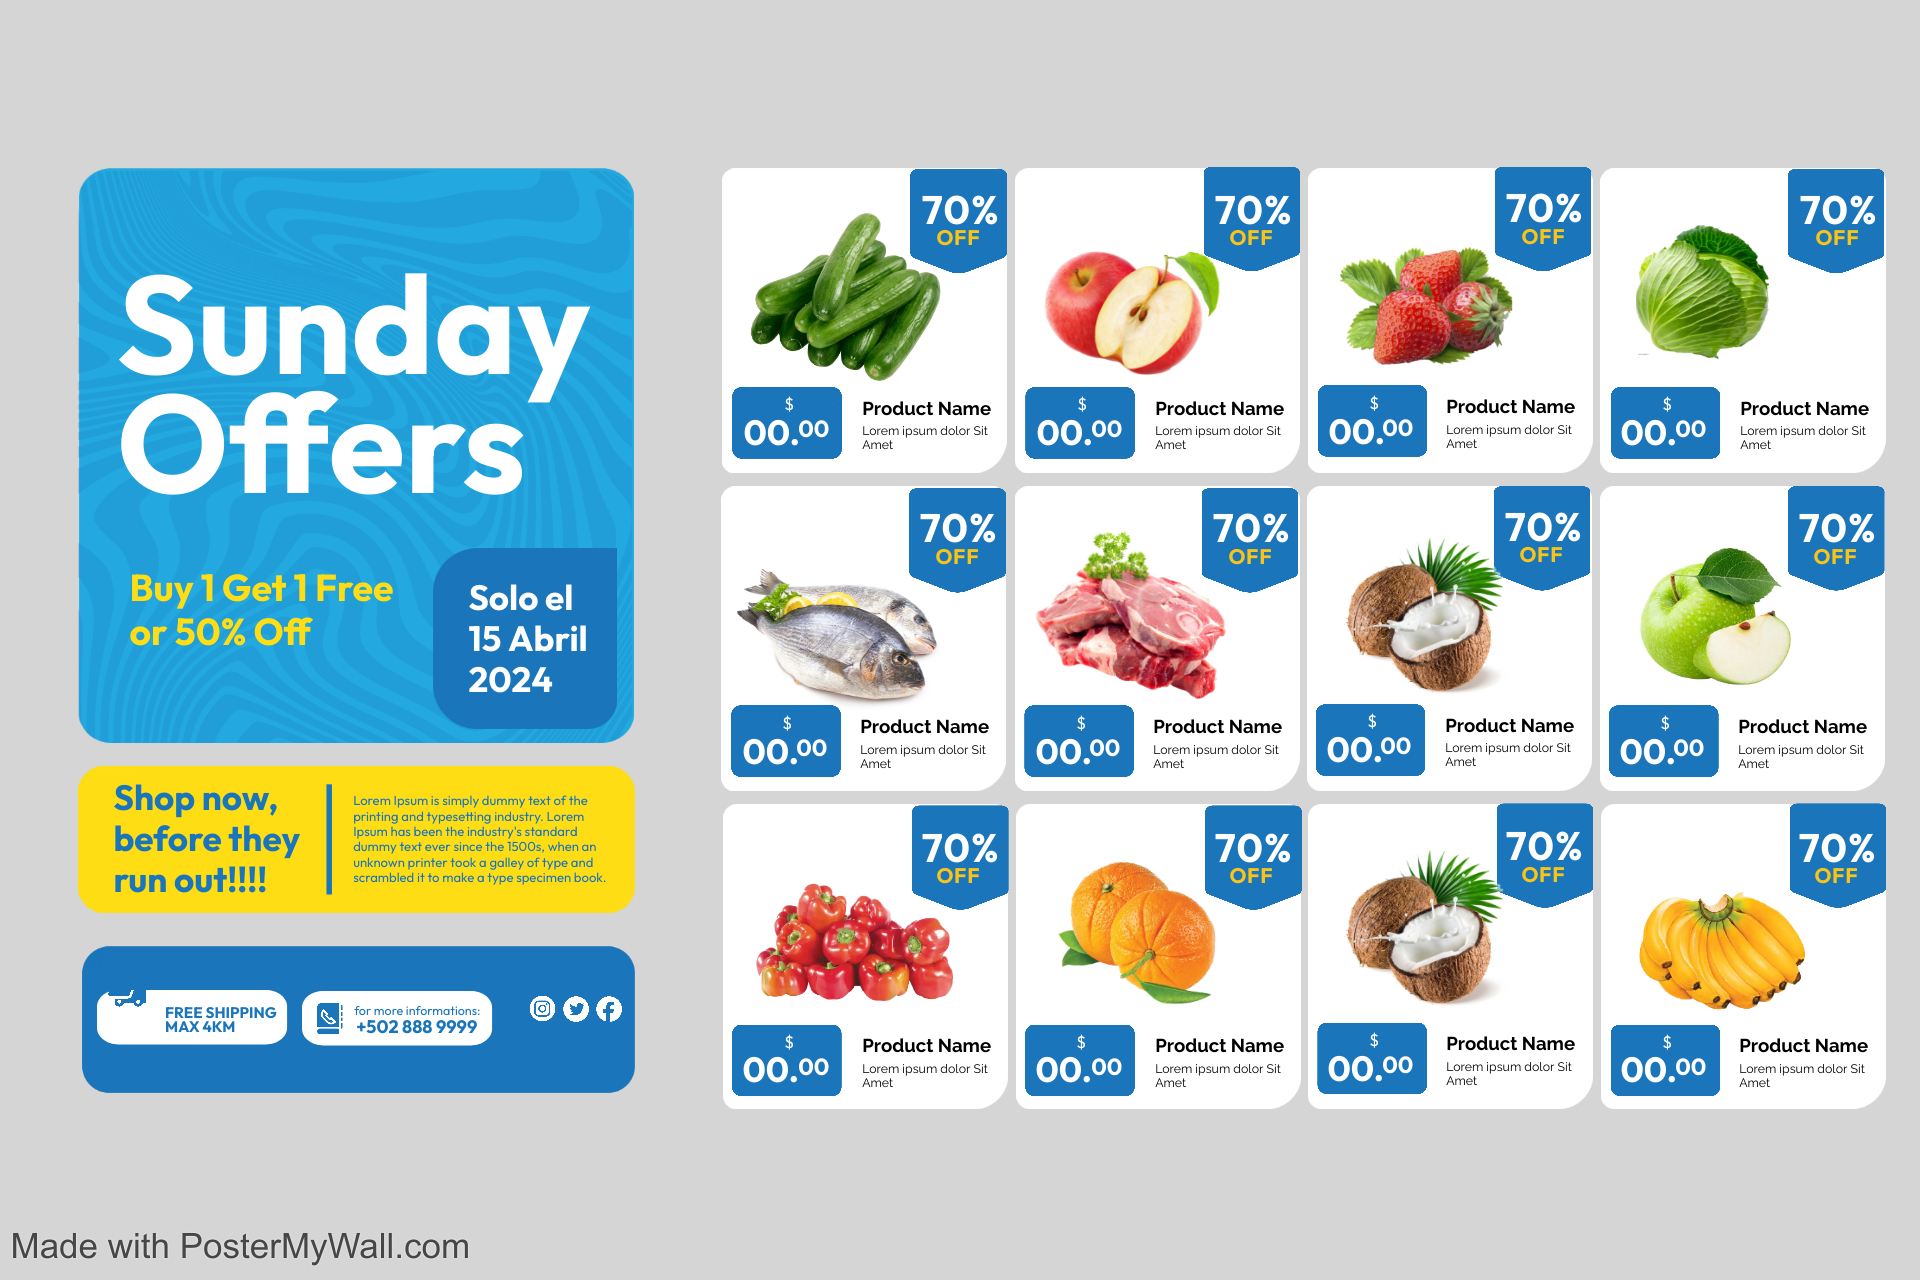 Sunday
Offers
Buy 1 Get 1 Free
or 50% Off
Solo el
15 Abril
2024
Shop now,
before they
run out!!!!
Lorem Ipsum is simply dummy text of the
printing and typesetting industry. Lorem
Ipsum has been the industry's standard
dummy text ever since the 1500s, when an
unknown printer took a galley of type and
scrambled it to make a type specimen book.
FREE SHIPPING
MAX 4KM
for more informations:
+502 888 9999
70%
OFF
$
00.00
Product Name
Lorem ipsum dolor Sit
Amet
70%
OFF
$
00.00
Product Name
Lorem ipsum dolor Sit
Amet
70%
OFF
$
00.00
Product Name
Lorem ipsum dolor Sit
Amet
70%
OFF
$
00.00
Product Name
Lorem ipsum dolor Sit
Amet
70%
OFF
$
00.00
Product Name
Lorem ipsum dolor Sit
Amet
70%
OFF
$
00.00
Product Name
Lorem ipsum dolor Sit
Amet
70%
OFF
$
00.00
Product Name
Lorem ipsum dolor Sit
Amet
70%
OFF
$
00.00
Product Name
Lorem ipsum dolor Sit
Amet
70%
OFF
$
00.00
Product Name
Lorem ipsum dolor Sit
Amet
70%
OFF
$
00.00
Product Name
Lorem ipsum dolor Sit
Amet
70%
OFF
$
00.00
Product Name
Lorem ipsum dolor Sit
Amet
70%
OFF
$
00.00
Product Name
Lorem ipsum dolor Sit
Amet
Made with PosterMyWall.com